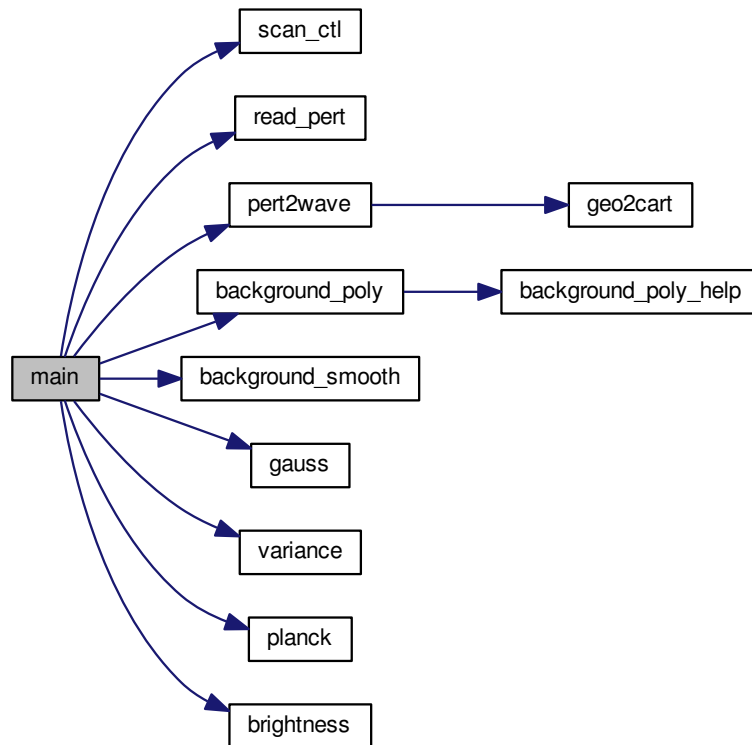 scan_ctl
read_pert
pert2wave
geo2cart
background_poly
background_poly_help
main
background_smooth
gauss
variance
planck
brightness